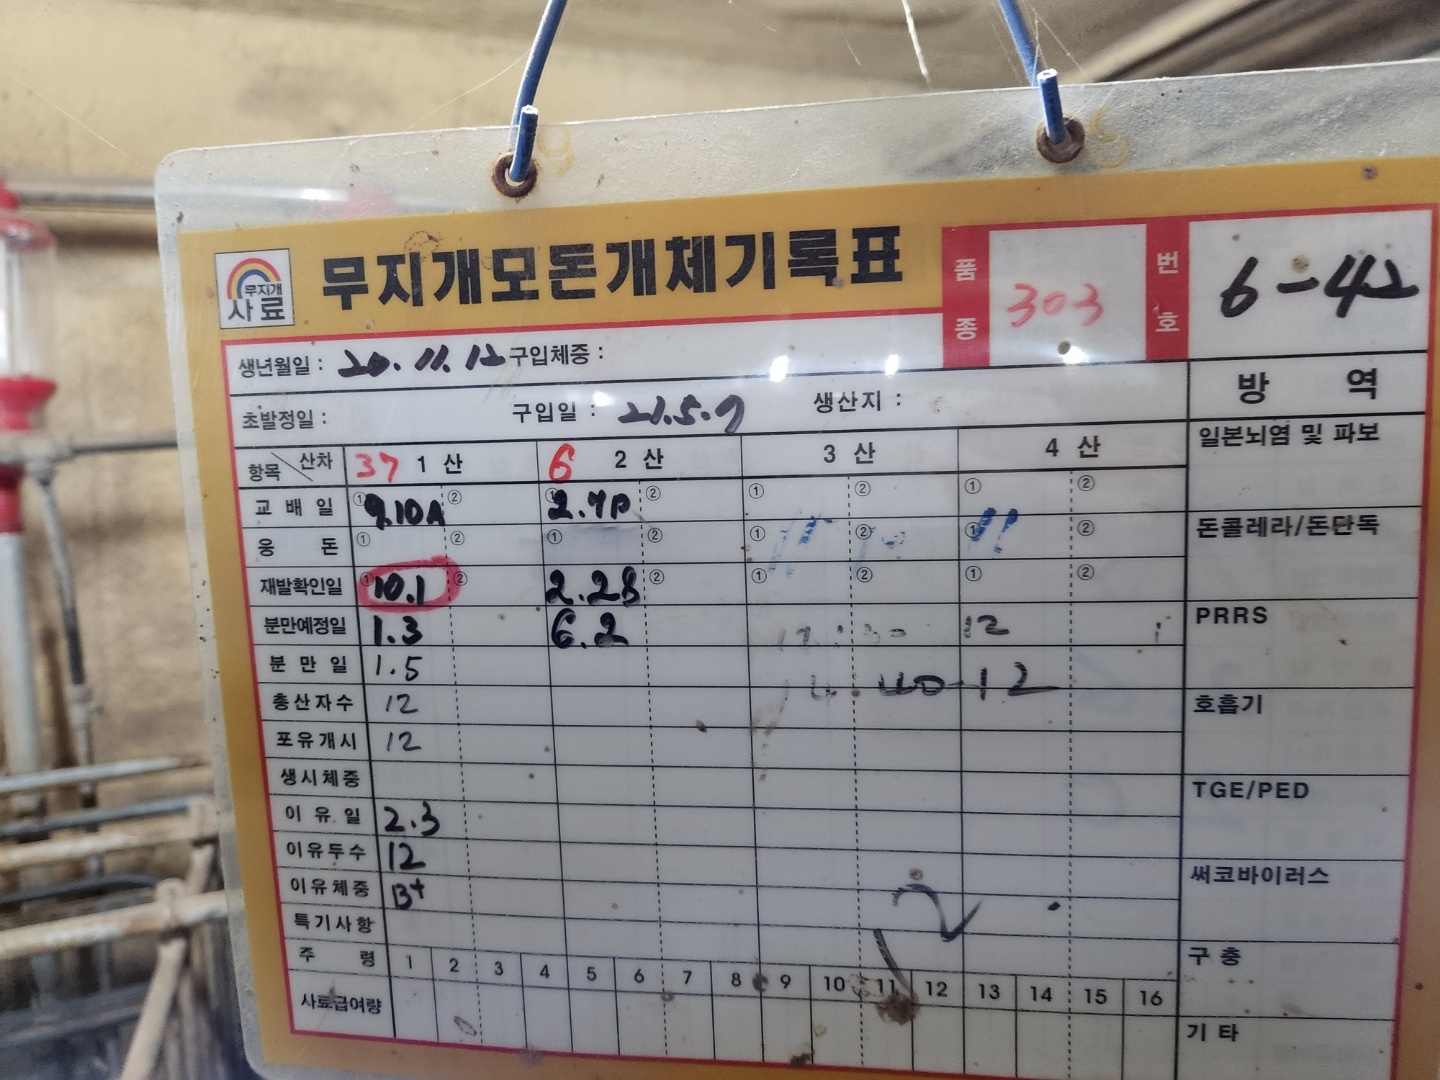 무지개
사료
무지개모돈개체기록표
품종 303
번호 6-42
생년월일 : 20.11.12 구입체중 :
초발정일 : 구입일 : 21.5.7 생산지 :
방 역
항목 산차 37 1 산 6 2 산 3 산 4 산
일본뇌염 및 파보
교 배 일 ① 9.10A ② ① 2.7P ② ① ② ① ②
웅 돈 ① ② ① ② ① ② ① ②
돈콜레라/돈단독
재발확인일 ① 10.1 ② 2.28 ② ① ② ① ②
분만예정일 1.3 6.2 12
PRRS
분 만 일 1.5 40-12
총산자수 12
호흡기
포유개시 12
생시체중
TGE/PED
이 유 일 2.3
이유두수 12
써코바이러스
이유체중 B+
특기사항 12
구 충
주 령 1 2 3 4 5 6 7 8 9 10 11 12 13 14 15 16
사료급여량
기 타